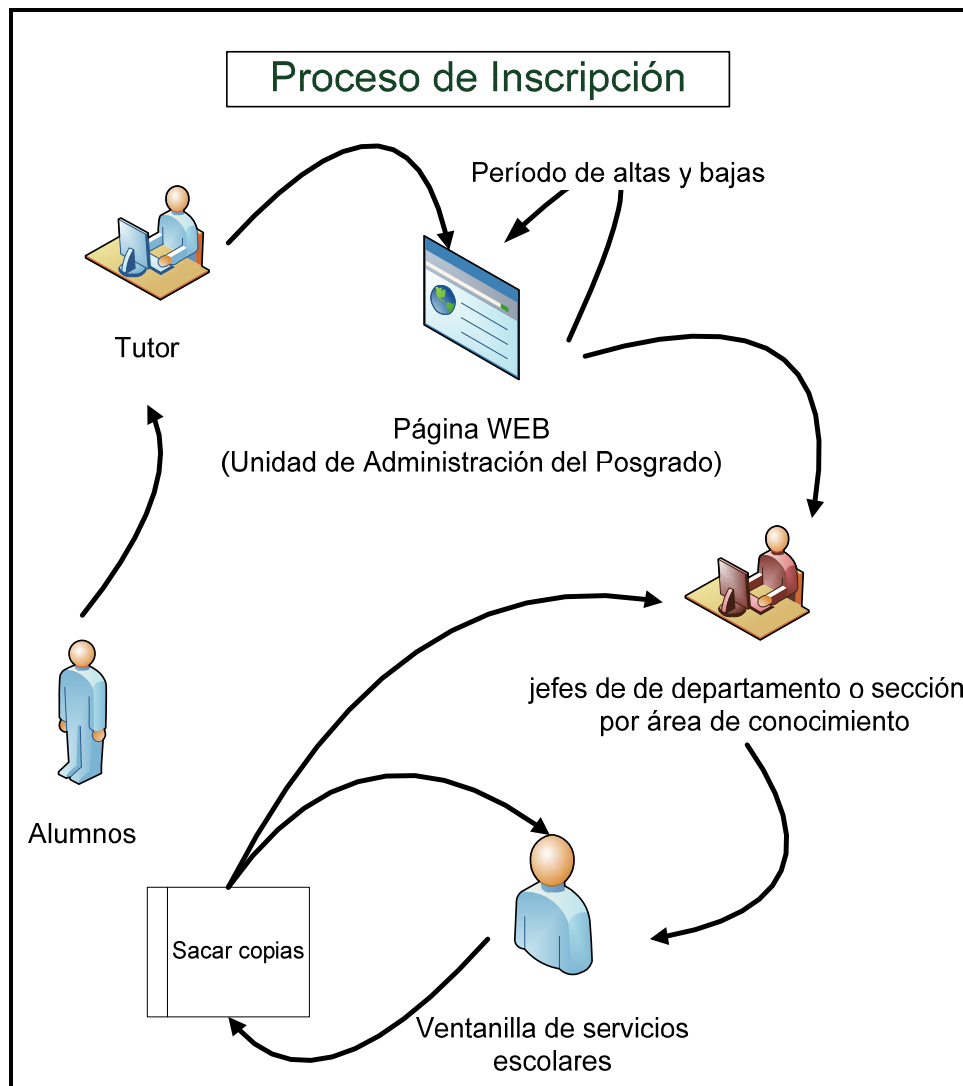 Proceso de Inscripción
Período de altas y bajas
Tutor
Página WEB
(Unidad de Administración del Posgrado)
jefes de de departamento o sección
por área de conocimiento
Alumnos
Sacar copias
Ventanilla de servicios
escolares